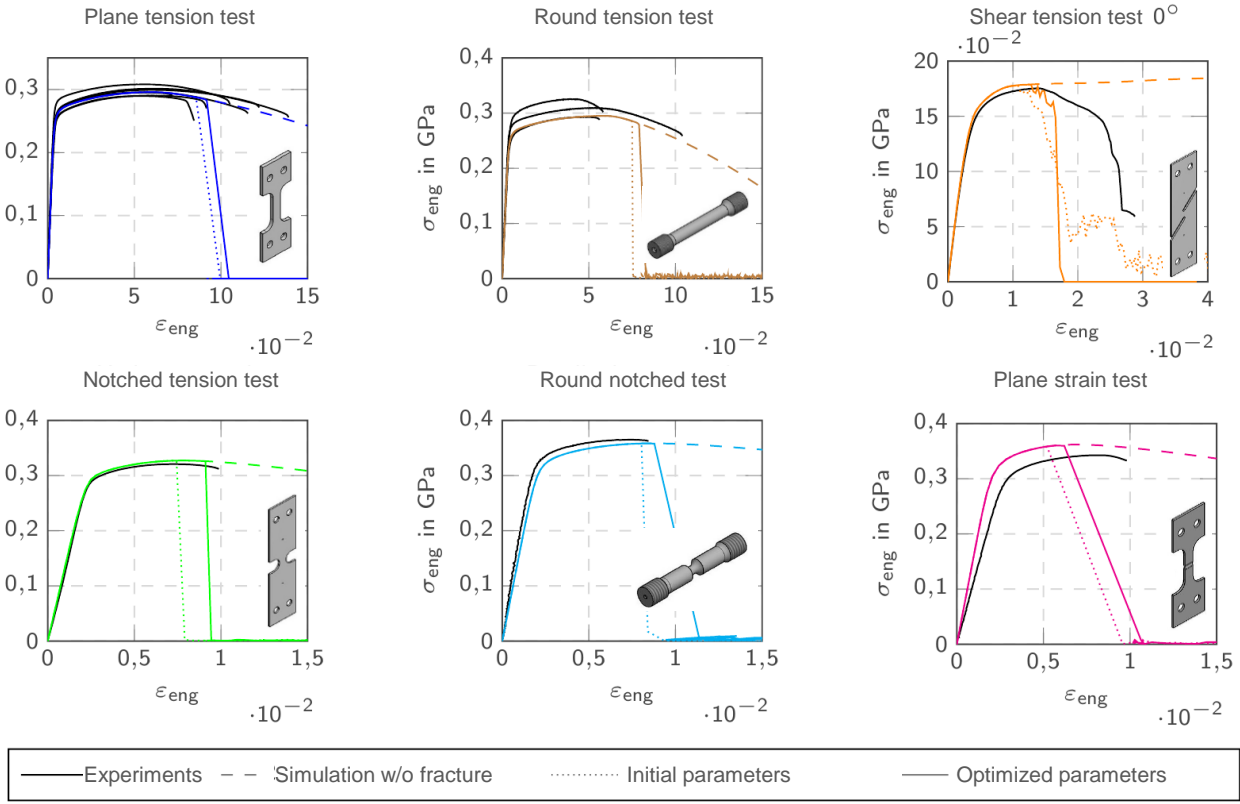 Plane tension test
Round tension test
Shear tension test 0°
·10⁻²
0,3
0,2
0,1
0
0 5 10 15
ε_eng
·10⁻²
σ_eng in GPa
0,4
0,3
0,2
0,1
0
0 5 10 15
ε_eng
·10⁻²
σ_eng in GPa
20
15
10
5
0
0 1 2 3 4
ε_eng
·10⁻²
Notched tension test
Round notched test
Plane strain test
0,4
0,3
0,2
0,1
0
0 0,5 1 1,5
ε_eng
·10⁻²
σ_eng in GPa
0,4
0,3
0,2
0,1
0
0 0,5 1 1,5
ε_eng
·10⁻²
σ_eng in GPa
0,4
0,3
0,2
0,1
0
0 0,5 1 1,5
ε_eng
·10⁻²
Experiments Simulation w/o fracture Initial parameters Optimized parameters